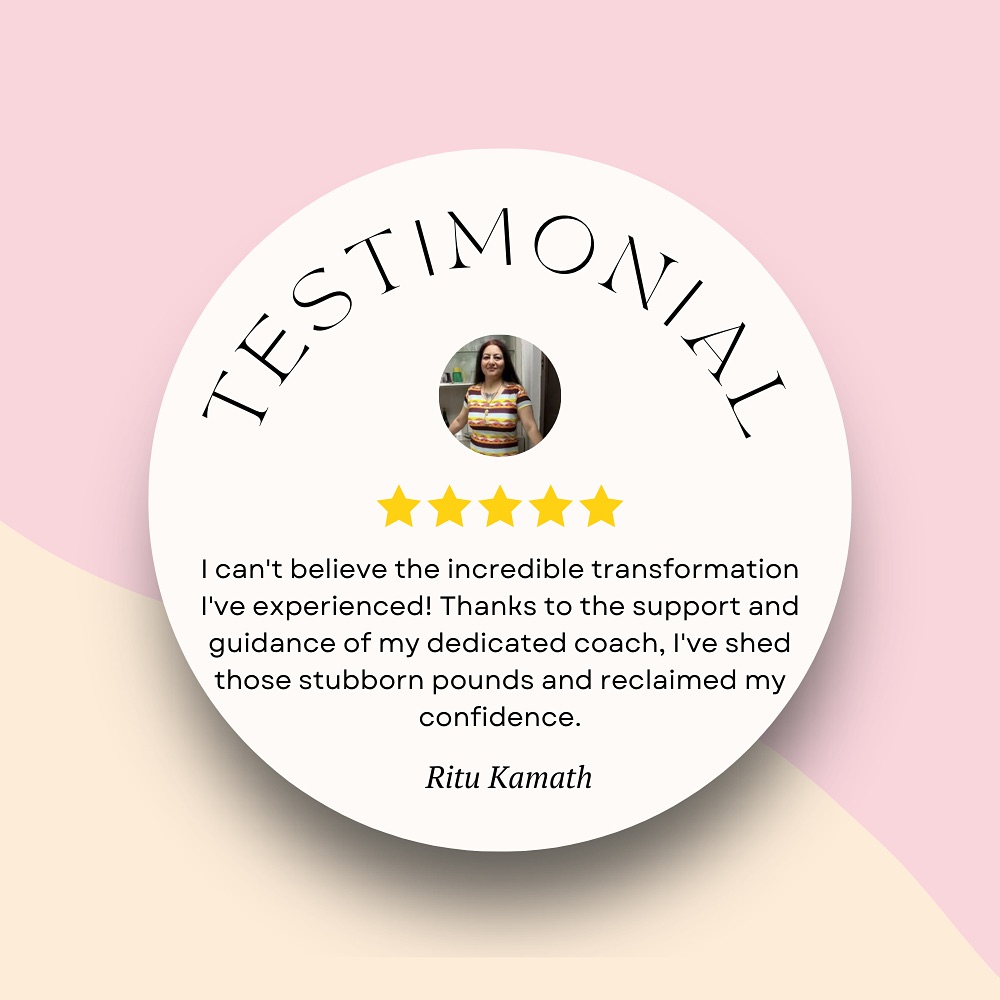 TESTIMONIAL
I can't believe the incredible transformation
I've experienced! Thanks to the support and
guidance of my dedicated coach, I've shed
those stubborn pounds and reclaimed my
confidence.
Ritu Kamath